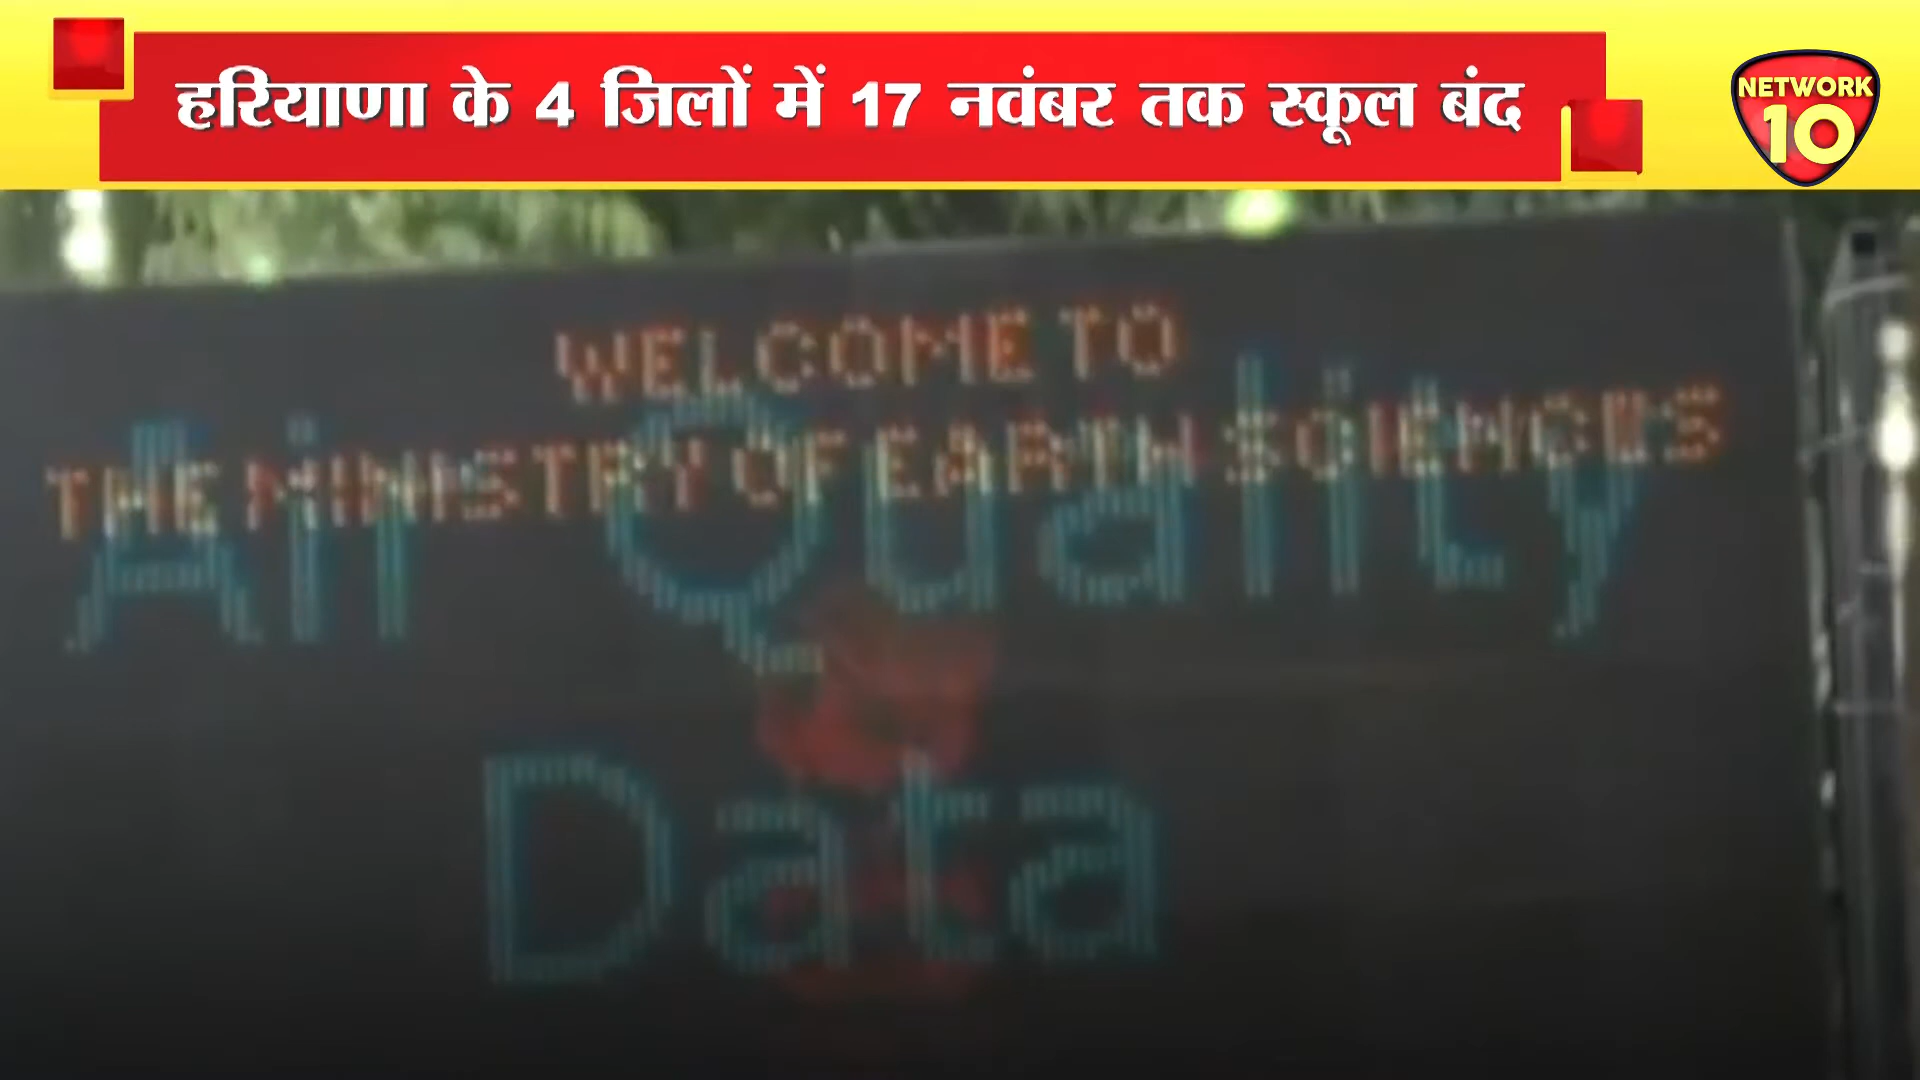 हरियाणा के 4 जिलों में 17 नवंबर तक स्कूल बंद
NETWORK
10
WELCOME TO
THE MINISTRY OF EARTH SCIENCES
Air Quality
Data